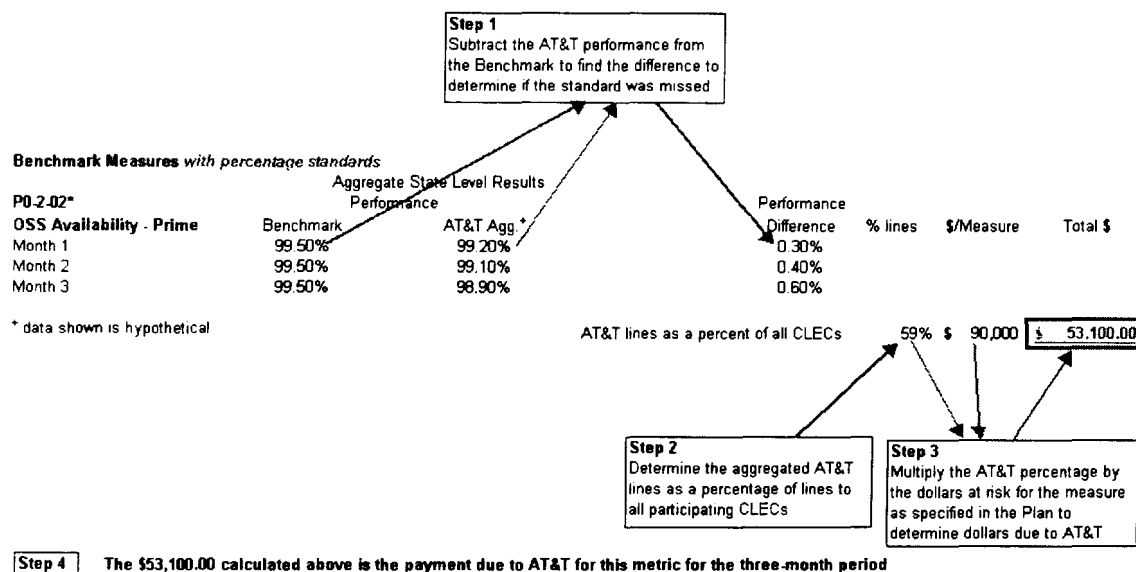 Step 1
Subtract the AT&T performance from
the Benchmark to find the difference to
determine if the standard was missed
Benchmark Measures with percentage standards
Aggregate State Level Results
PO-2-02* Performance Performance
OSS Availability - Prime Benchmark AT&T Agg.+ Difference % lines $/Measure Total $
Month 1 99.50% 99.20% 0.30%
Month 2 99.50% 99.10% 0.40%
Month 3 99.50% 98.90% 0.60%
+ data shown is hypothetical
AT&T lines as a percent of all CLECs 59% $ 90,000 $ 53,100.00
Step 2
Determine the aggregated AT&T
lines as a percentage of lines to
all participating CLECs
Step 3
Multiply the AT&T percentage by
the dollars at risk for the measure
as specified in the Plan to
determine dollars due to AT&T
Step 4 The $53,100.00 calculated above is the payment due to AT&T for this metric for the three-month period